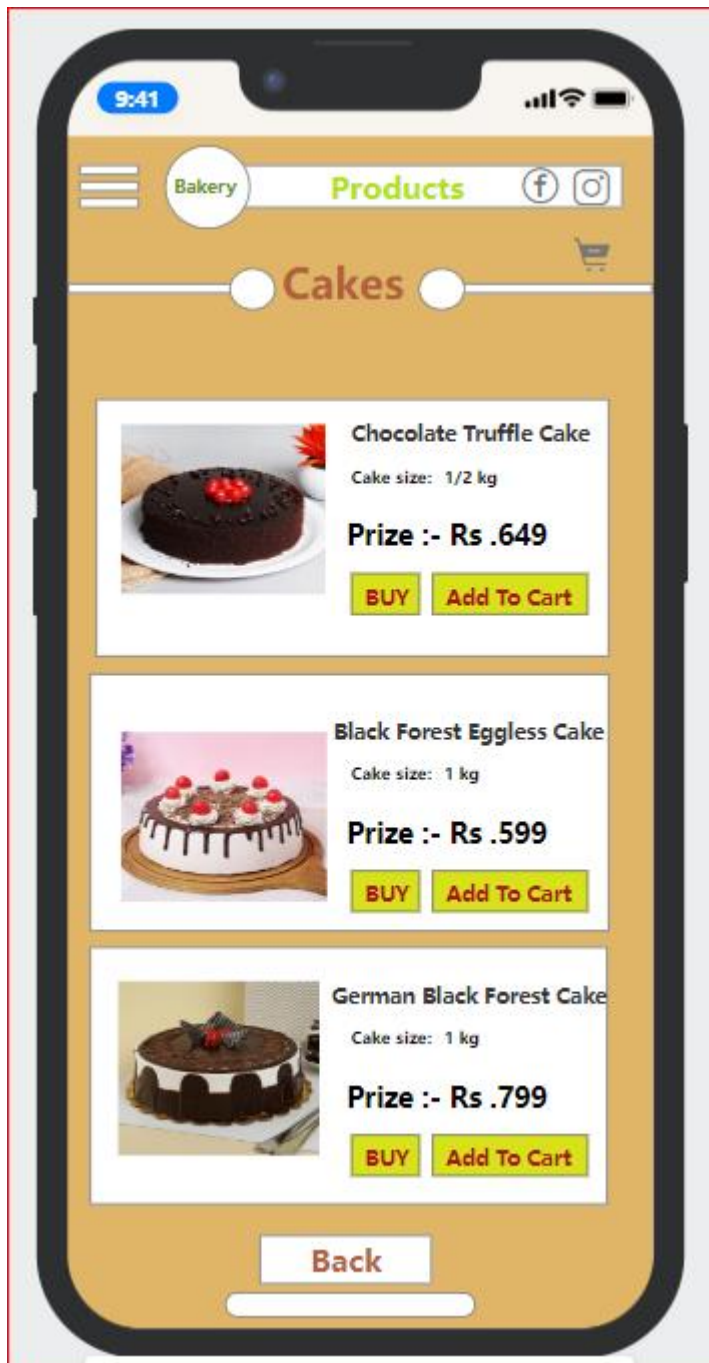 9:41
Bakery Products
Cakes
Chocolate Truffle Cake
Cake size: 1/2 kg
Prize :- Rs .649
BUY Add To Cart
Black Forest Eggless Cake
Cake size: 1 kg
Prize :- Rs .599
BUY Add To Cart
German Black Forest Cake
Cake size: 1 kg
Prize :- Rs .799
BUY Add To Cart
Back